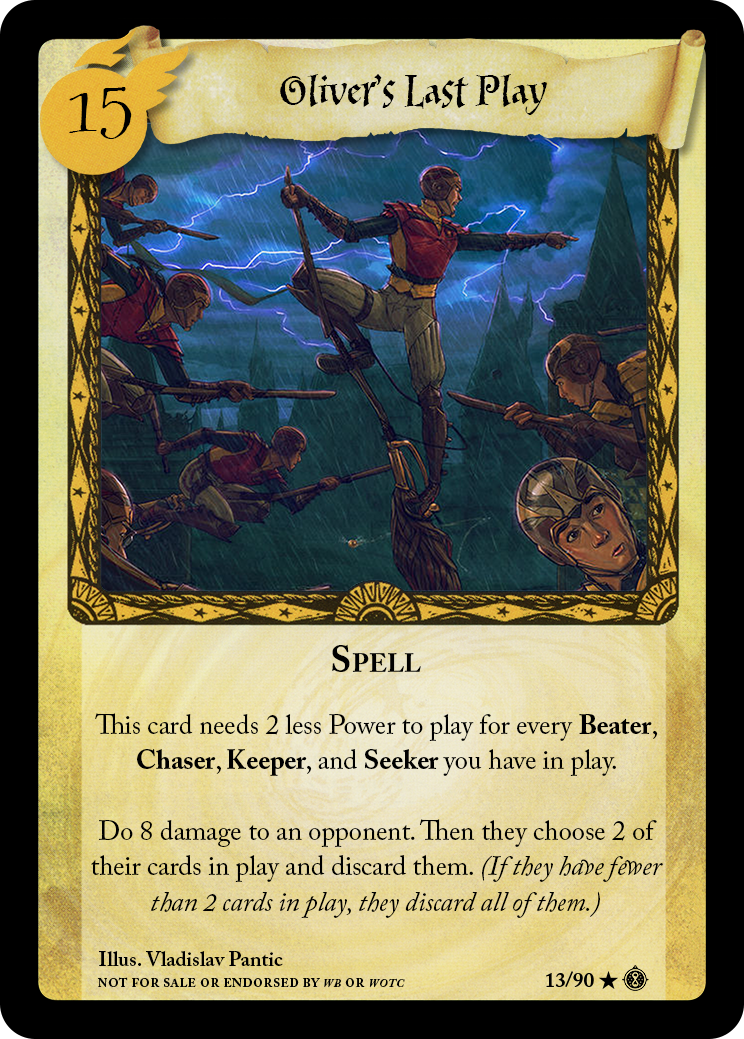 15
Oliver's Last Play
Spell
This card needs 2 less Power to play for every Beater,
Chaser, Keeper, and Seeker you have in play.
Do 8 damage to an opponent. Then they choose 2 of
their cards in play and discard them. (If they have fewer
than 2 cards in play, they discard all of them.)
Illus. Vladislav Pantic
NOT FOR SALE OR ENDORSED BY WB OR WOTC
13/90 ★